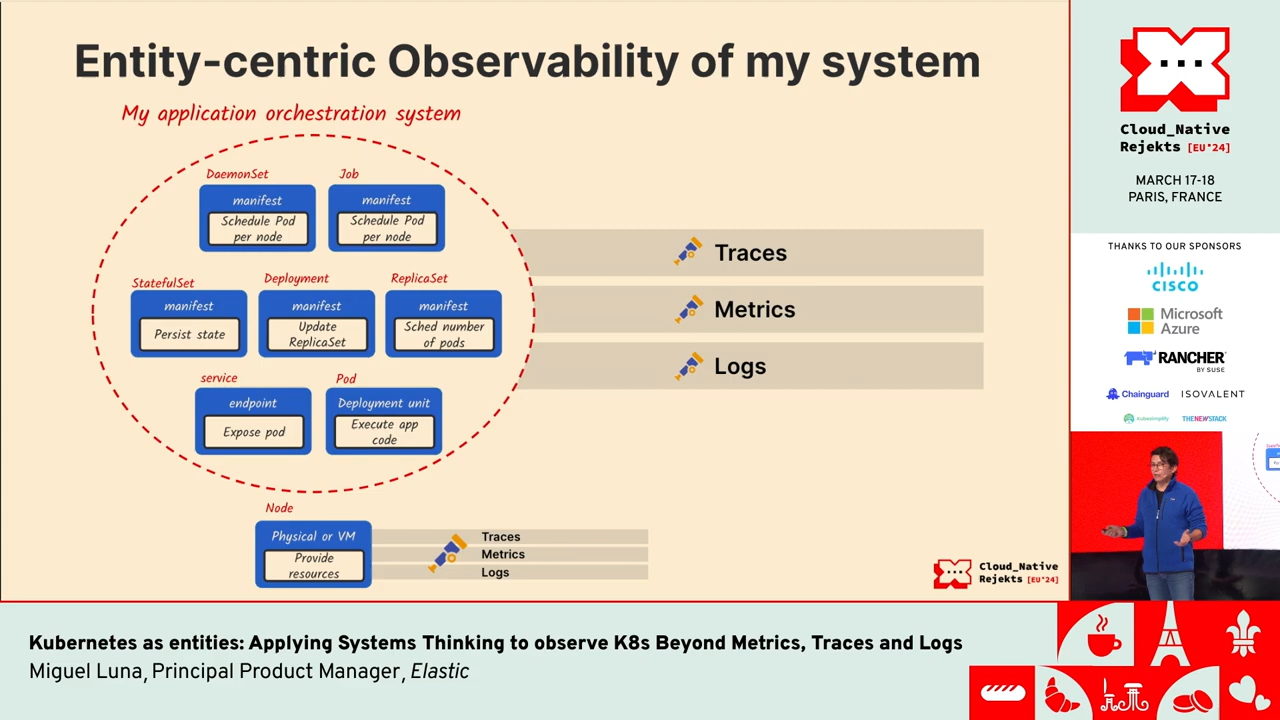 Entity-centric Observability of my system
My application orchestration system
DaemonSet
manifest
Schedule Pod
per node
Job
manifest
Schedule Pod
per node
StatefulSet
manifest
Persist state
Deployment
manifest
Update
ReplicaSet
ReplicaSet
manifest
Sched number
of pods
service
endpoint
Expose pod
Pod
Deployment unit
Execute app
code
Traces
Metrics
Logs
Node
Physical or VM
Provide
resources
Traces
Metrics
Logs
Cloud_Native
Rejekts [EU'24]
Cloud_Native
Rejekts [EU'24]
MARCH 17-18
PARIS, FRANCE
THANKS TO OUR SPONSORS
CISCO
Microsoft
Azure
RANCHER
BY SUSE
Chainguard
ISOVALENT
kubesimplify
THENEWSTACK
Kubernetes as entities: Applying Systems Thinking to observe K8s Beyond Metrics, Traces and Logs
Miguel Luna, Principal Product Manager, Elastic